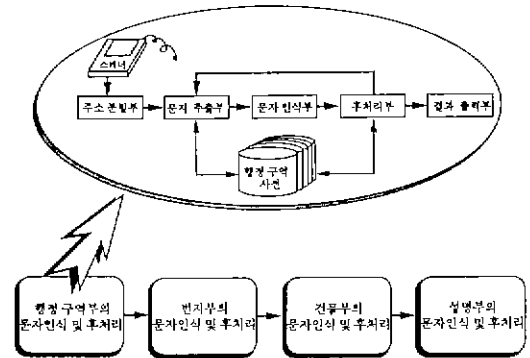 스캐너
주소 분할부
문자 추출부
문자 인식부
후처리부
결과 출력부
행정 구역
사전
행정 구역부의
문자인식 및 후처리
번지부의
문자인식 및 후처리
건물부의
문자인식 및 후처리
성명부의
문자인식 및 후처리